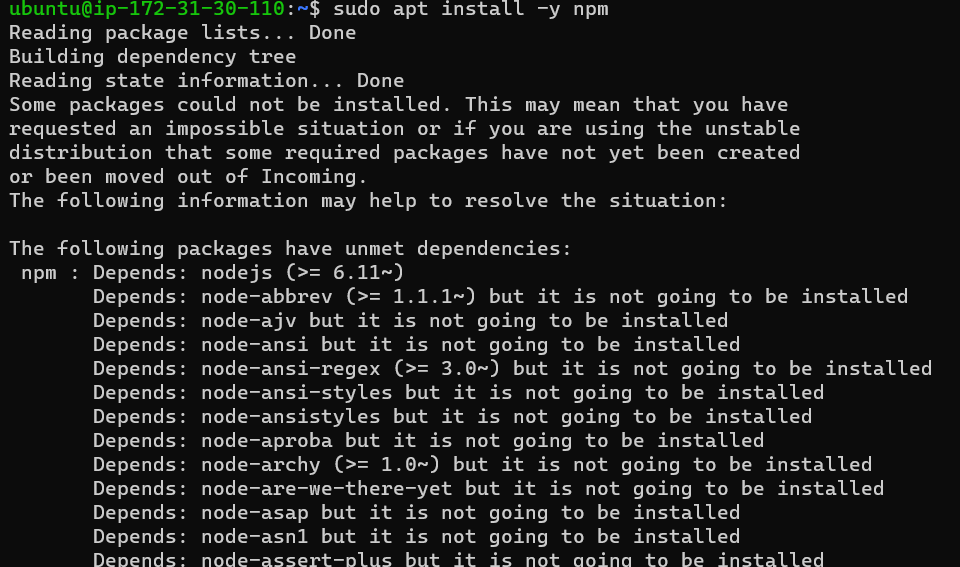 ubuntu@ip-172-31-30-110:~$ sudo apt install -y npm
Reading package lists... Done
Building dependency tree
Reading state information... Done
Some packages could not be installed. This may mean that you have
requested an impossible situation or if you are using the unstable
distribution that some required packages have not yet been created
or been moved out of Incoming.
The following information may help to resolve the situation:

The following packages have unmet dependencies:
 npm : Depends: nodejs (>= 6.11~)
       Depends: node-abbrev (>= 1.1.1~) but it is not going to be installed
       Depends: node-ajv but it is not going to be installed
       Depends: node-ansi but it is not going to be installed
       Depends: node-ansi-regex (>= 3.0~) but it is not going to be installed
       Depends: node-ansi-styles but it is not going to be installed
       Depends: node-ansistyles but it is not going to be installed
       Depends: node-aproba but it is not going to be installed
       Depends: node-archy (>= 1.0~) but it is not going to be installed
       Depends: node-are-we-there-yet but it is not going to be installed
       Depends: node-asap but it is not going to be installed
       Depends: node-asn1 but it is not going to be installed
       Depends: node-assert-plus but it is not going to be installed